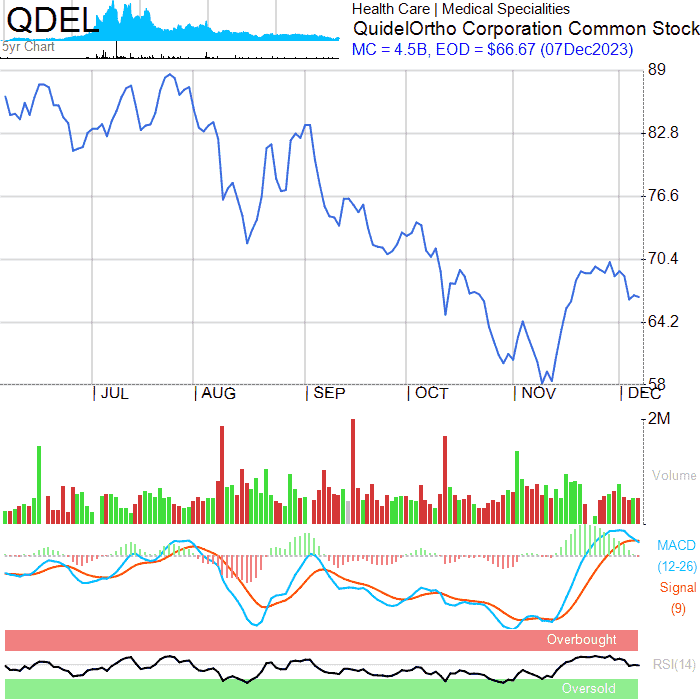 QDEL
5yr Chart
Health Care | Medical Specialities
QuidelOrtho Corporation Common Stock
MC = 4.5B, EOD = $66.67 (07Dec2023)
89
82.8
76.6
70.4
64.2
58
JUL AUG SEP OCT NOV DEC
2M
Volume
MACD
(12-26)
Signal
(9)
Overbought
RSI(14)
Oversold